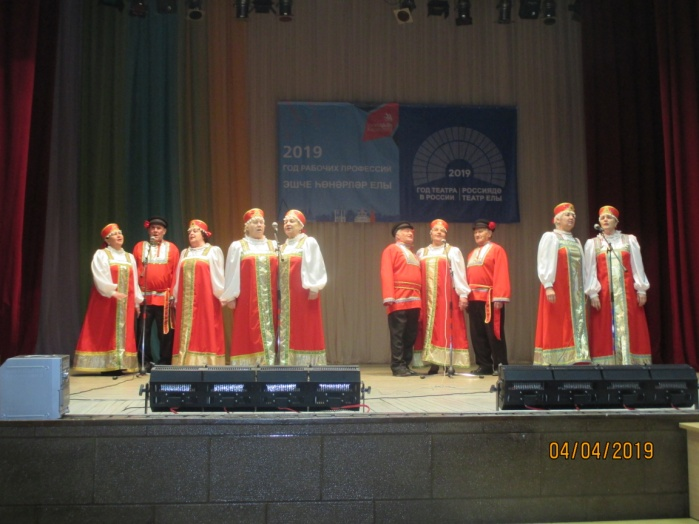 2019
ГОД РАБОЧИХ ПРОФЕССИЙ
ЭШЧЕ ҺӨНӘРЛӘР ЕЛЫ
2019
ГОД ТЕАТРА В РОССИИ
РОССИЯДӘ ТЕАТР ЕЛЫ
04/04/2019